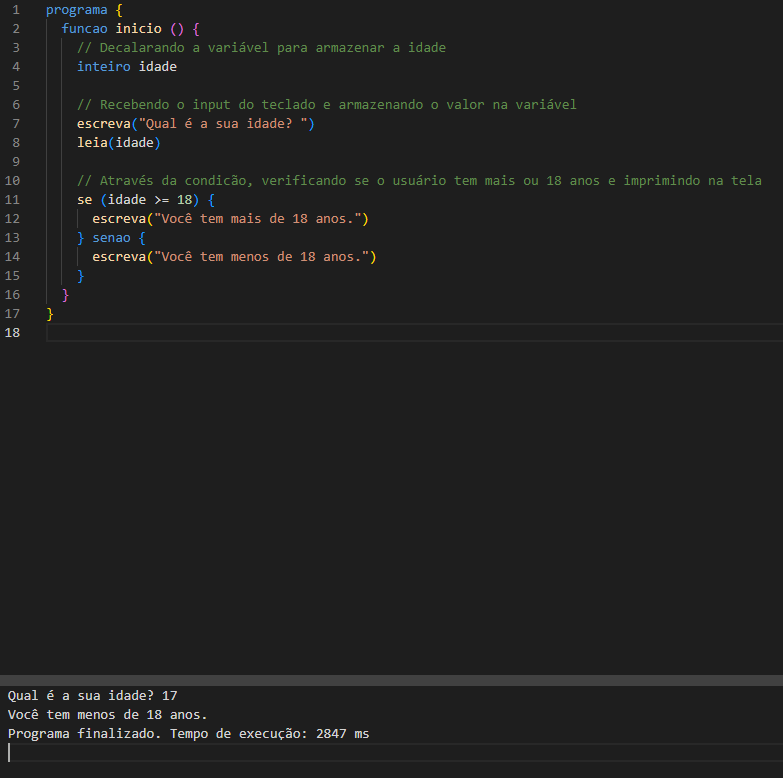 1 programa {
2 funcao inicio () {
3 // Decalarando a variável para armazenar a idade
4 inteiro idade
5
6 // Recebendo o input do teclado e armazenando o valor na variável
7 escreva("Qual é a sua idade? ")
8 leia(idade)
9
10 // Através da condicão, verificando se o usuário tem mais ou 18 anos e imprimindo na tela
11 se (idade >= 18) {
12 escreva("Você tem mais de 18 anos.")
13 } senao {
14 escreva("Você tem menos de 18 anos.")
15 }
16 }
17 }
18
Qual é a sua idade? 17
Você tem menos de 18 anos.
Programa finalizado. Tempo de execução: 2847 ms